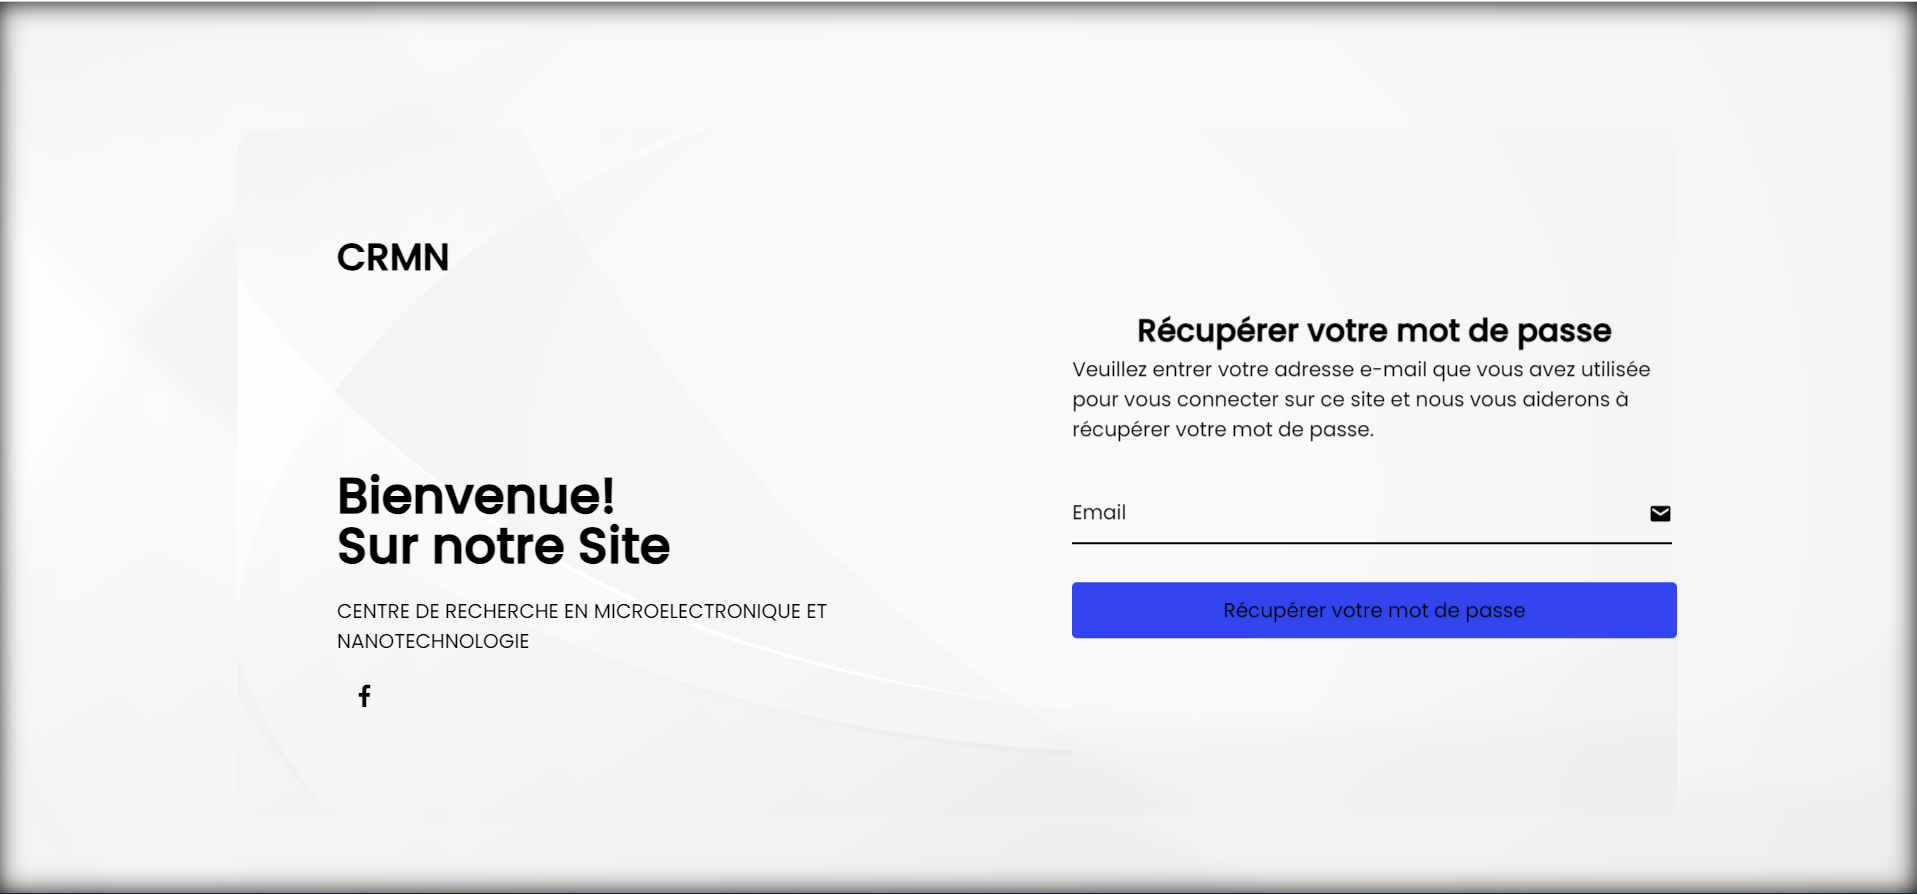 CRMN
Bienvenue!
Sur notre Site
CENTRE DE RECHERCHE EN MICROELECTRONIQUE ET
NANOTECHNOLOGIE
Récupérer votre mot de passe
Veuillez entrer votre adresse e-mail que vous avez utilisée
pour vous connecter sur ce site et nous vous aiderons à
récupérer votre mot de passe.
Email
Récupérer votre mot de passe